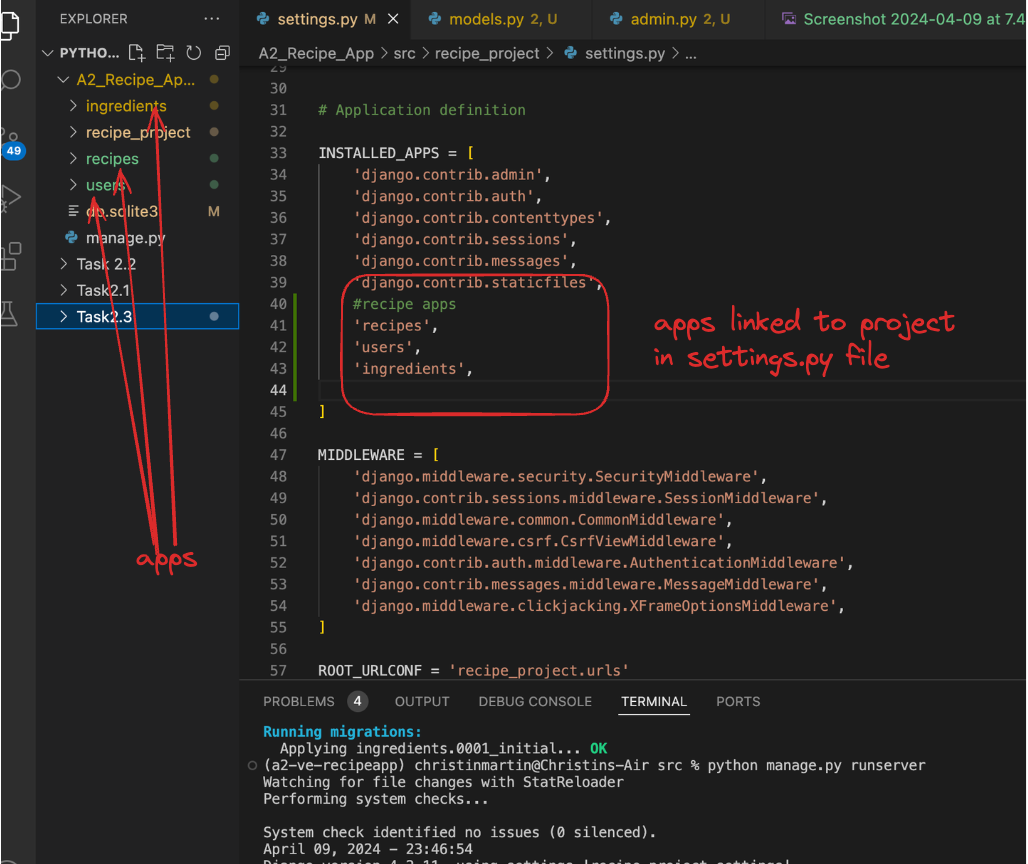 EXPLORER
PYTHO...
A2_Recipe_Ap...
ingredients
recipe_project
recipes
users
db.sqlite3 M
manage.py
Task 2.2
Task2.1
Task2.3
49
apps
settings.py M
models.py 2, U
admin.py 2, U
Screenshot 2024-04-09 at 7.4
A2_Recipe_App > src > recipe_project > settings.py > ...
29
30
31 # Application definition
32
33 INSTALLED_APPS = [
34 'django.contrib.admin',
35 'django.contrib.auth',
36 'django.contrib.contenttypes',
37 'django.contrib.sessions',
38 'django.contrib.messages',
39 'django.contrib.staticfiles',
40 #recipe apps
41 'recipes',
42 'users',
43 'ingredients',
44
45 ]
apps linked to project
in settings.py file
46
47 MIDDLEWARE = [
48 'django.middleware.security.SecurityMiddleware',
49 'django.contrib.sessions.middleware.SessionMiddleware',
50 'django.middleware.common.CommonMiddleware',
51 'django.middleware.csrf.CsrfViewMiddleware',
52 'django.contrib.auth.middleware.AuthenticationMiddleware',
53 'django.contrib.messages.middleware.MessageMiddleware',
54 'django.middleware.clickjacking.XFrameOptionsMiddleware',
55 ]
56
57 ROOT_URLCONF = 'recipe_project.urls'
PROBLEMS 4 OUTPUT DEBUG CONSOLE TERMINAL PORTS
Running migrations:
Applying ingredients.0001_initial... OK
(a2-ve-recipeapp) christinmartin@Christins-Air src % python manage.py runserver
Watching for file changes with StatReloader
Performing system checks...
System check identified no issues (0 silenced).
April 09, 2024 - 23:46:54